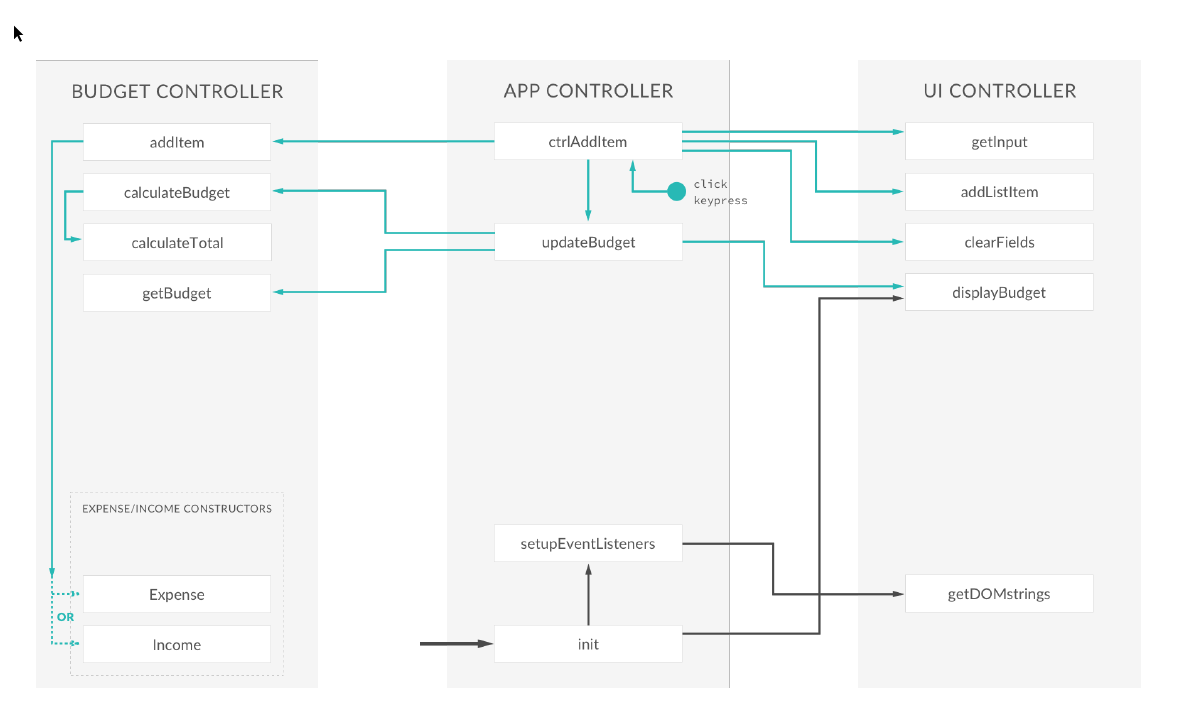 BUDGET CONTROLLER
addItem
calculateBudget
calculateTotal
getBudget
EXPENSE/INCOME CONSTRUCTORS
Expense
OR
Income
APP CONTROLLER
ctrlAddItem
click
keypress
updateBudget
setupEventListeners
init
UI CONTROLLER
getInput
addListItem
clearFields
displayBudget
getDOMstrings